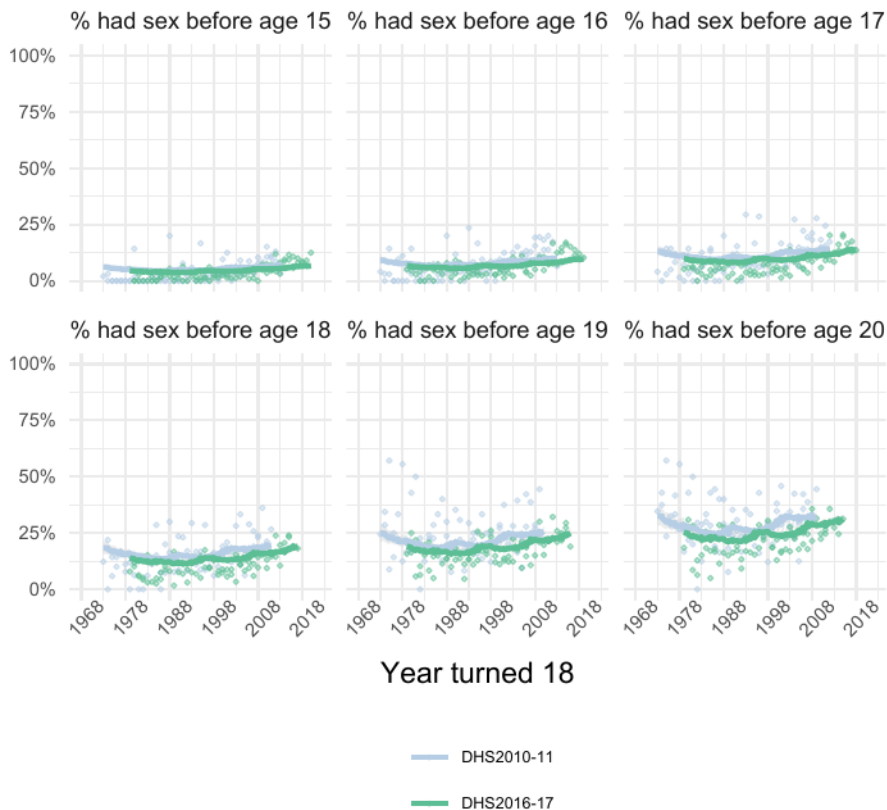 % had sex before age 15 % had sex before age 16 % had sex before age 17
100%
75%
50%
25%
0%
% had sex before age 18 % had sex before age 19 % had sex before age 20
100%
75%
50%
25%
0%
1968 1978 1988 1998 2008 2018 1968 1978 1988 1998 2008 2018 1968 1978 1988 1998 2008 2018
Year turned 18
DHS2010-11
DHS2016-17